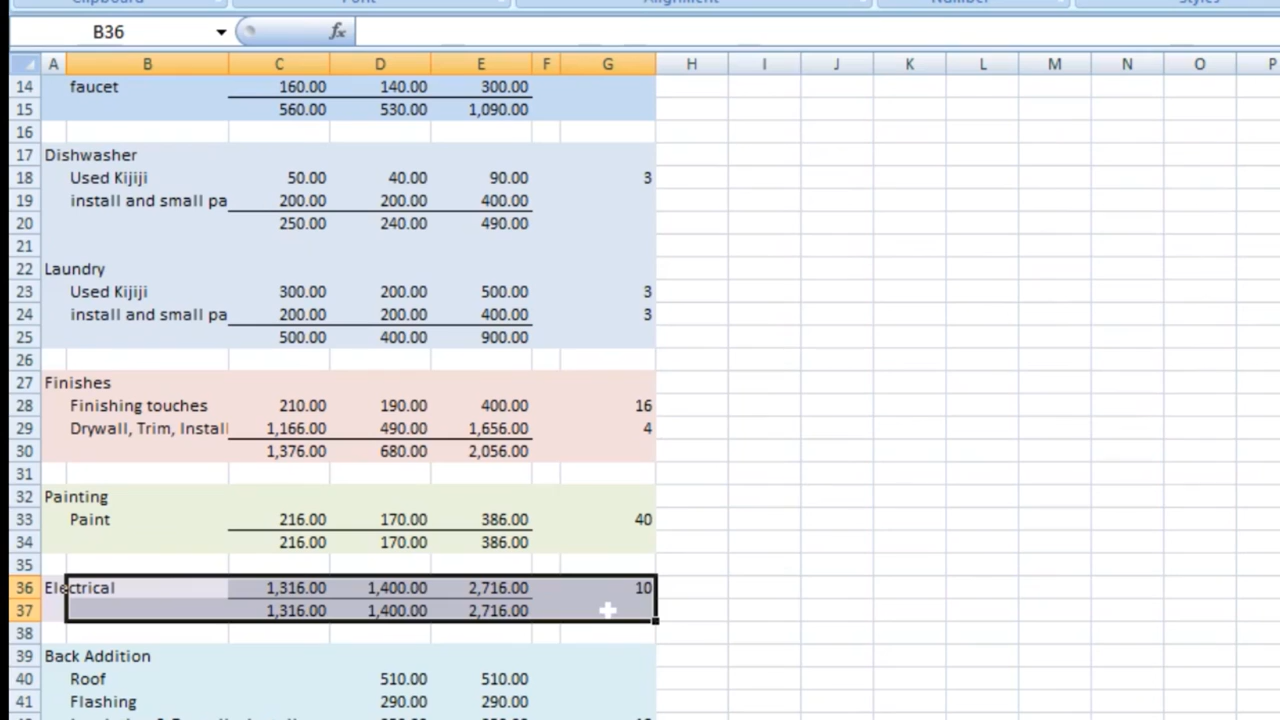 Clipboard Font Alignment Number Styles
B36 fx
A B C D E F G H I J K L M N O P
14 faucet 160.00 140.00 300.00
15 560.00 530.00 1,090.00
16
17 Dishwasher
18 Used Kijiji 50.00 40.00 90.00 3
19 install and small pa 200.00 200.00 400.00
20 250.00 240.00 490.00
21
22 Laundry
23 Used Kijiji 300.00 200.00 500.00 3
24 install and small pa 200.00 200.00 400.00 3
25 500.00 400.00 900.00
26
27 Finishes
28 Finishing touches 210.00 190.00 400.00 16
29 Drywall, Trim, Install 1,166.00 490.00 1,656.00 4
30 1,376.00 680.00 2,056.00
31
32 Painting
33 Paint 216.00 170.00 386.00 40
34 216.00 170.00 386.00
35
36 Electrical 1,316.00 1,400.00 2,716.00 10
37 1,316.00 1,400.00 2,716.00
38
39 Back Addition
40 Roof 510.00 510.00
41 Flashing 290.00 290.00